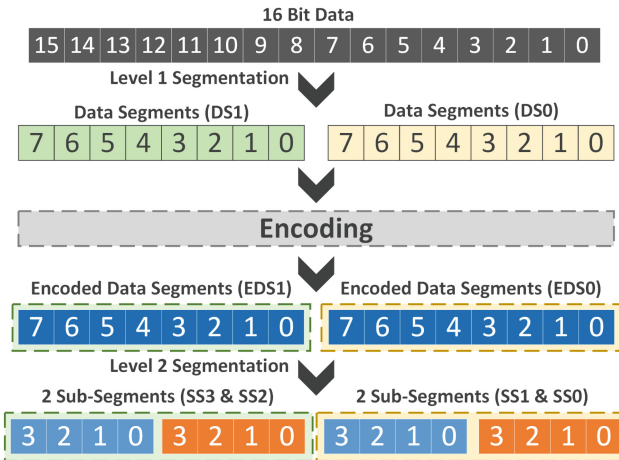 16 Bit Data
15 14 13 12 11 10 9 8 7 6 5 4 3 2 1 0
Level 1 Segmentation
Data Segments (DS1) Data Segments (DS0)
7 6 5 4 3 2 1 0 7 6 5 4 3 2 1 0
Encoding
Encoded Data Segments (EDS1) Encoded Data Segments (EDS0)
7 6 5 4 3 2 1 0 7 6 5 4 3 2 1 0
Level 2 Segmentation
2 Sub-Segments (SS3 & SS2) 2 Sub-Segments (SS1 & SS0)
3 2 1 0 3 2 1 0 3 2 1 0 3 2 1 0